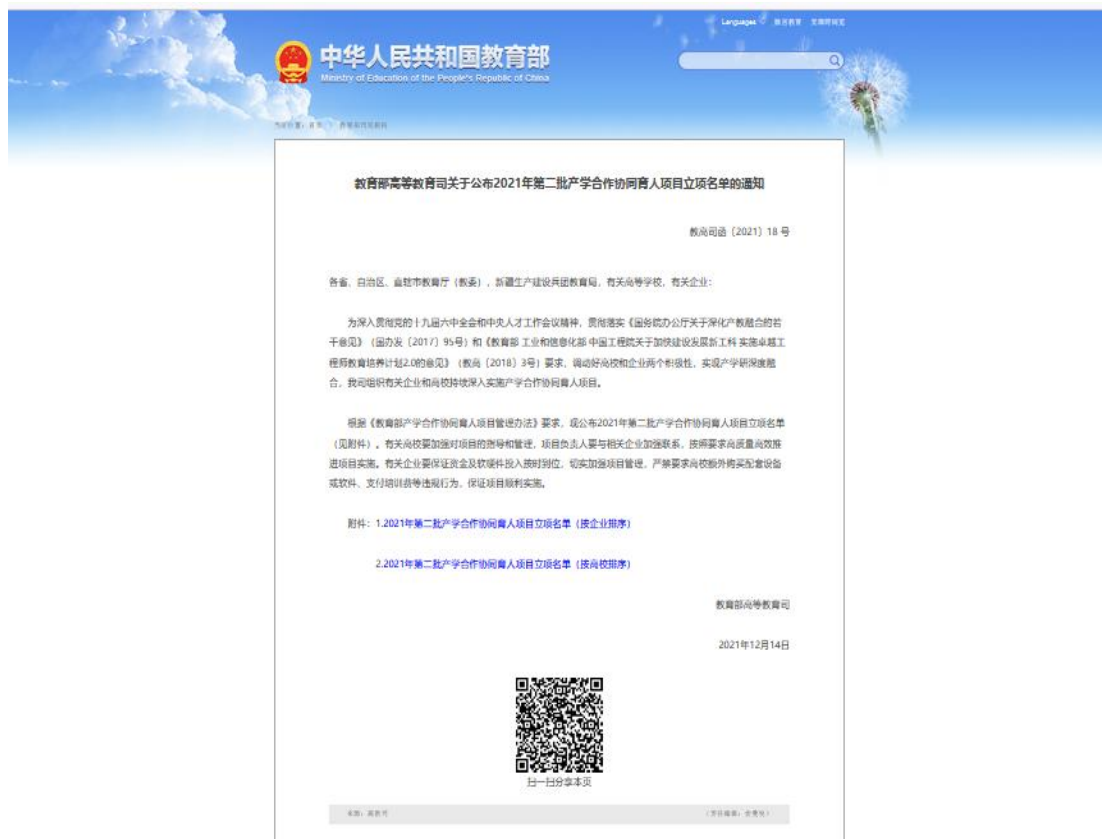 Languages
中华人民共和国教育部
Ministry of Education of the People's Republic of China
教育部高等教育司关于公布2021年第二批产学合作协同育人项目立项名单的通知
教高司函〔2021〕18 号
各省、自治区、直辖市教育厅（教委），新疆生产建设兵团教育局，有关高等学校，有关企业：
为深入贯彻党的十九届六中全会和中央人才工作会议精神，贯彻落实《国务院办公厅关于深化产教融合的若
干意见》（国办发〔2017〕95号）和《教育部 工业和信息化部 中国工程院关于加快建设发展新工科 实施卓越工
程师教育培养计划2.0的意见》（教高〔2018〕3号）要求，调动好高校和企业两个积极性，实现产学研深度融
合，我司组织有关企业和高校持续深入实施产学合作协同育人项目。
根据《教育部产学合作协同育人项目管理办法》要求，现公布2021年第二批产学合作协同育人项目立项名单
（见附件）。有关高校要加强对项目的指导和管理，项目负责人要与相关企业加强联系，按照要求高质量高效推
进项目实施。有关企业要保证资金及软硬件投入按时到位，切实加强项目管理，严禁要求高校额外购买配套设备
或软件、支付培训费等违规行为，保证项目顺利实施。
附件：1.2021年第二批产学合作协同育人项目立项名单（按企业排序）
2.2021年第二批产学合作协同育人项目立项名单（按高校排序）
教育部高等教育司
2021年12月14日
扫一扫分享本页